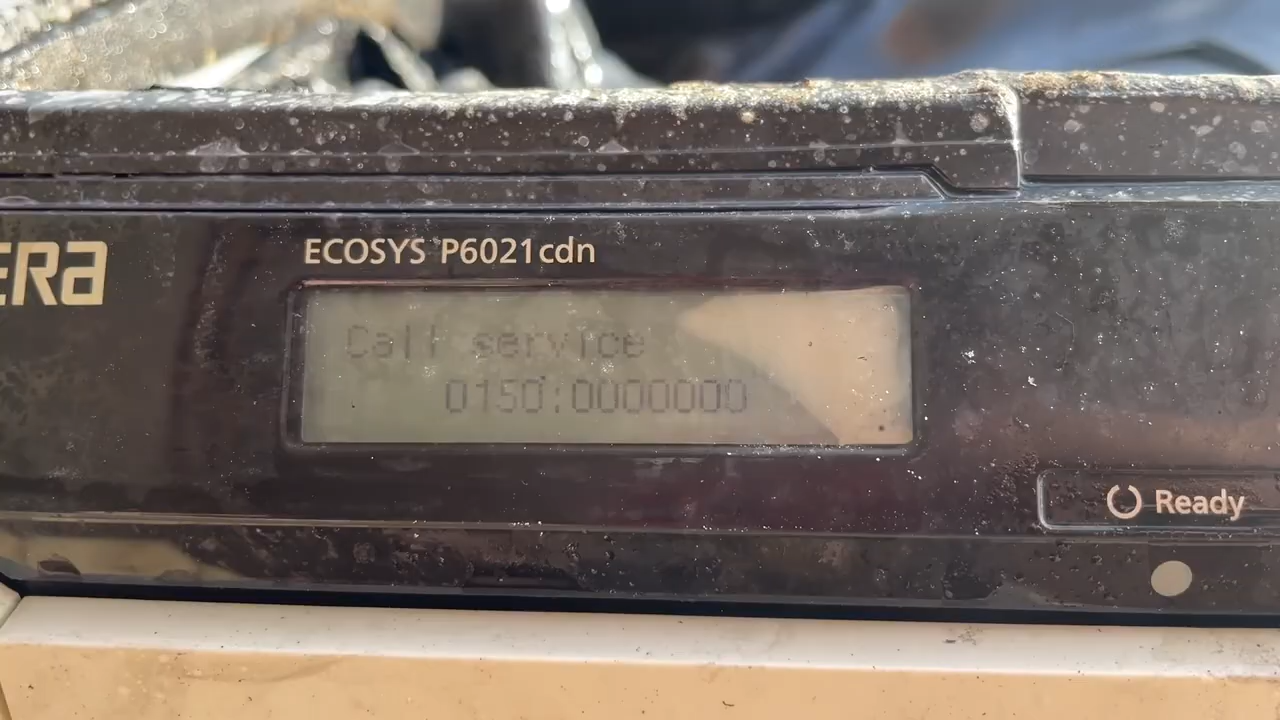 ERA
ECOSYS P6021cdn
Call service
0150:0000000
Ready